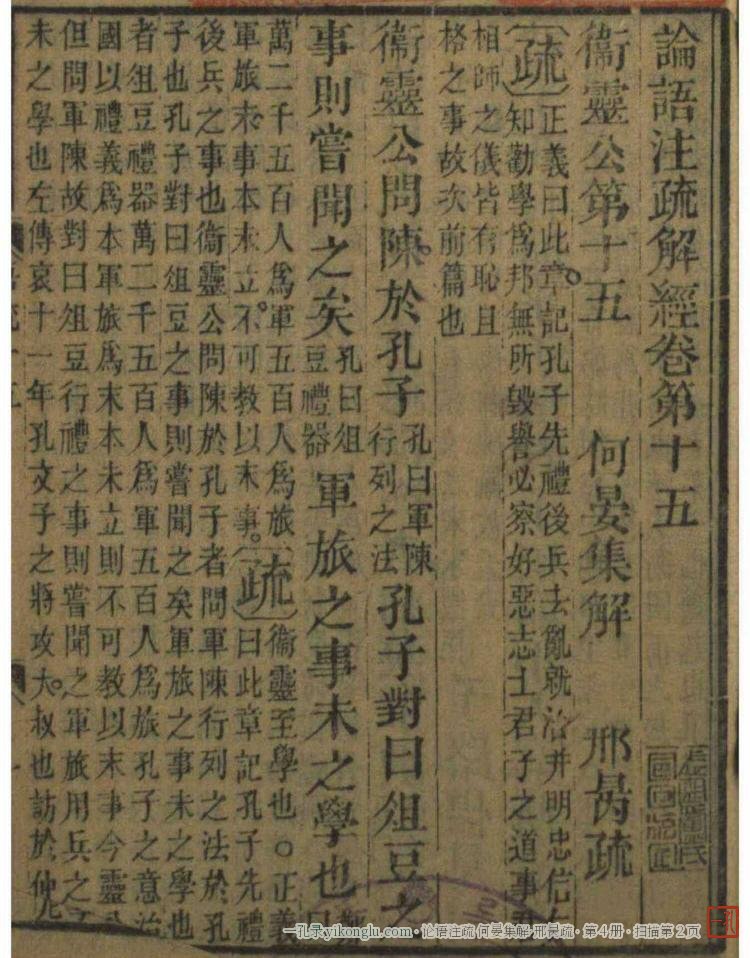 論語注疏解經卷第十五
衞靈公第十五 何晏集解 邢昺疏
疏 正義曰此章記孔子先禮後兵去亂就治并明忠信
知勸學爲邦無所毀譽必察好惡志士君子之道事
相師之儀皆有恥且
格之事故次前篇也
衞靈公問陳於孔子 孔曰軍陳
行列之法 孔子對曰俎豆之
事則嘗聞之矣 孔曰俎
豆禮器 軍旅之事未之學也
萬二千五百人爲軍五百人爲旅
軍旅末事本未立不可教以末事 疏 衞靈至學也○正義
曰此章記孔子先禮
後兵之事也衞靈公問陳於孔子者問軍陳行列之法於孔
子也孔子對曰俎豆之事則嘗聞之矣軍旅之事未之學也
者俎豆禮器萬二千五百人爲軍五百人爲旅孔子之意治
國以禮義爲本軍旅爲末本未立則不可教以末事今靈
但問軍陳故對曰俎豆行禮之事則嘗聞之軍旅用兵之
未之學也左傳哀十一年孔文子之將攻大叔也訪於仲尼
一孔录yikonglu.com·论语注疏.何晏集解.邢昺疏·第4册·扫描第2页